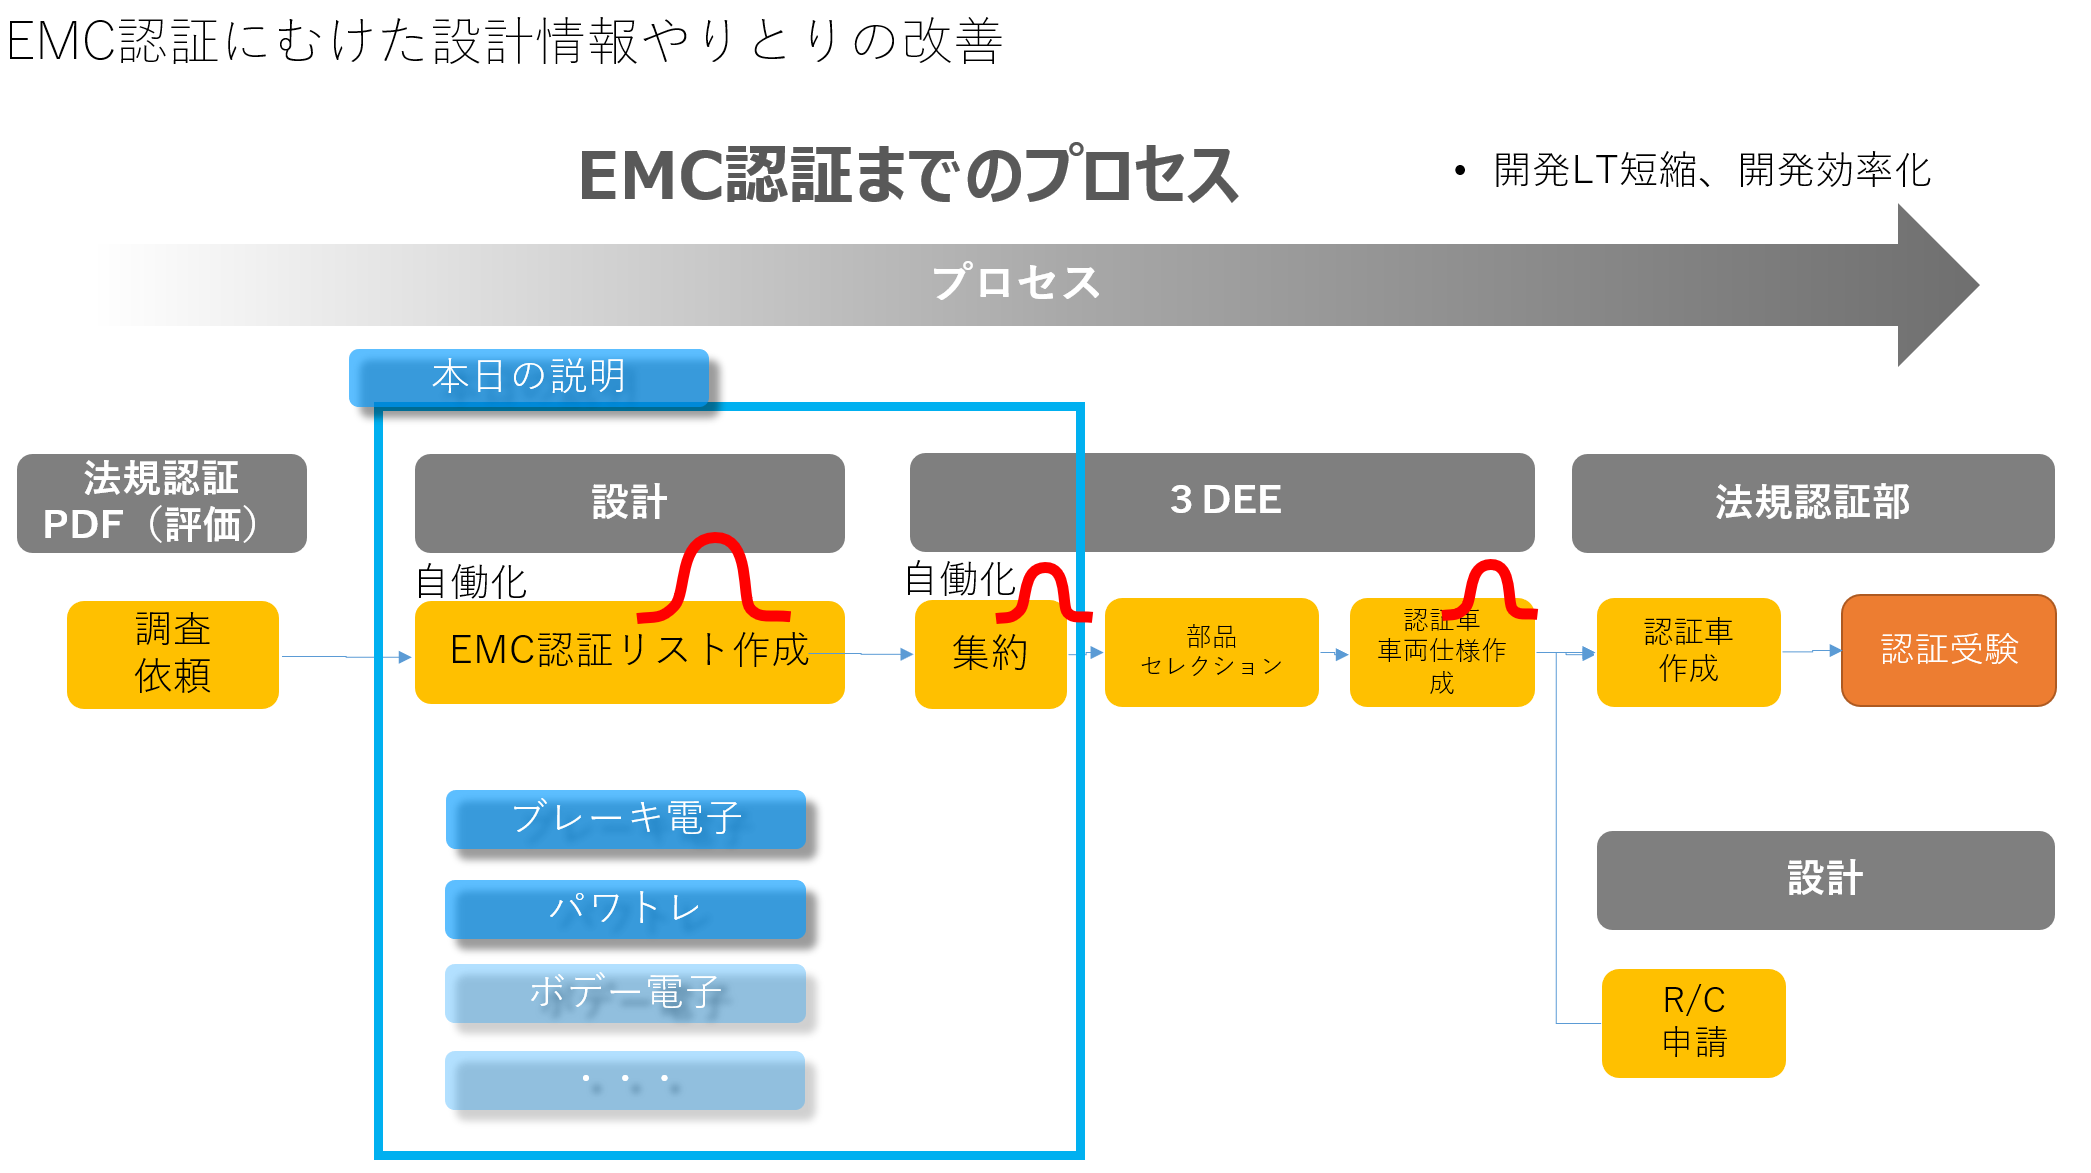 EMC認証にむけた設計情報やりとりの改善
EMC認証までのプロセス
• 開発LT短縮、開発効率化
プロセス
本日の説明
法規認証
PDF（評価）
設計
３DEE
法規認証部
自働化
自働化
調査
依頼
EMC認証リスト作成
集約
部品
セレクション
認証車
車両仕様作
成
認証車
作成
認証受験
ブレーキ電子
パワトレ
ボデー電子
・・・
設計
R/C
申請